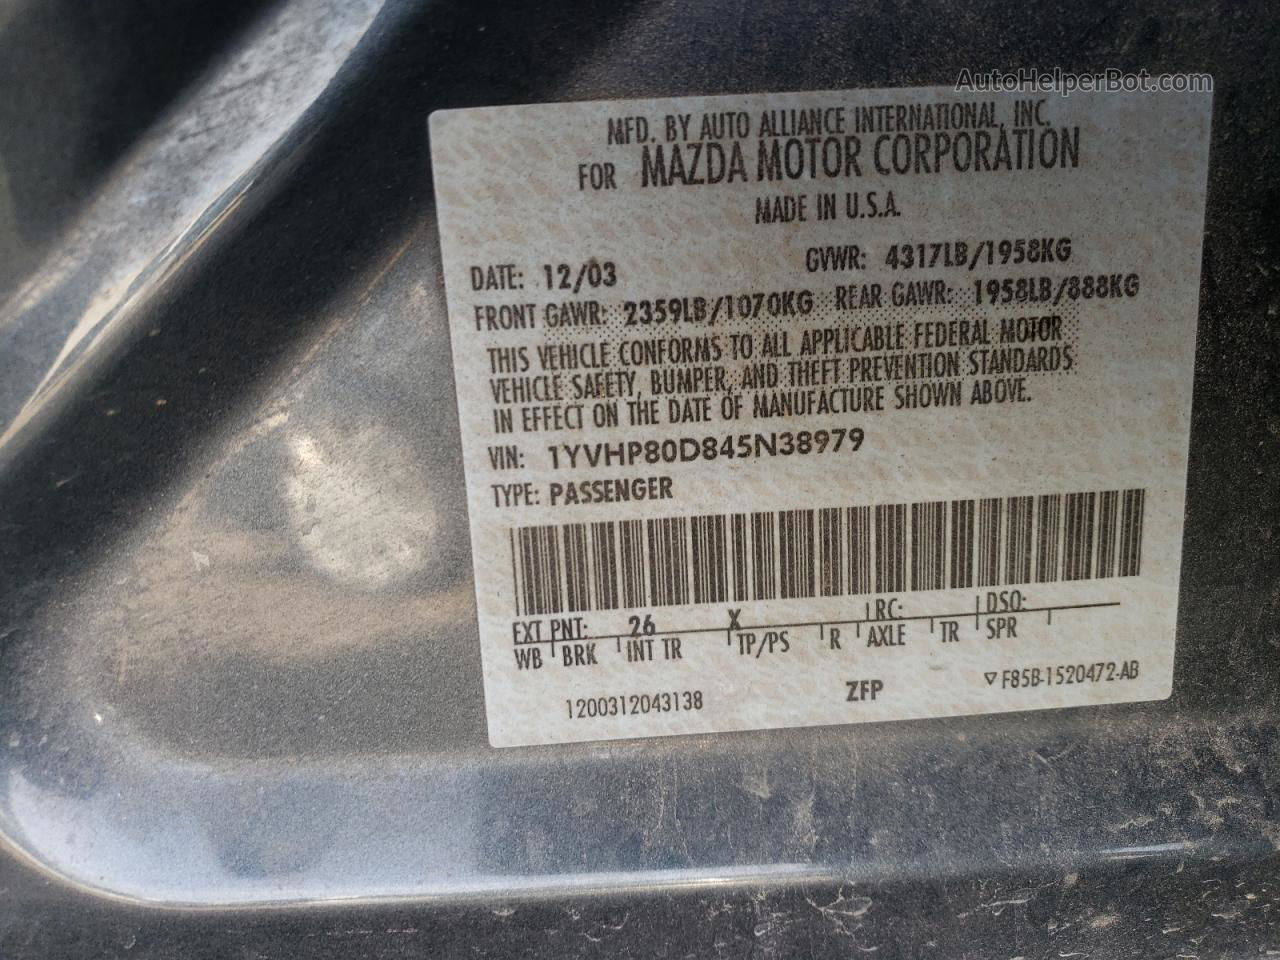 AutoHelperBot.com
MFD. BY AUTO ALLIANCE INTERNATIONAL, INC.
FOR MAZDA MOTOR CORPORATION
MADE IN U.S.A.
DATE: 12/03 GVWR: 4317LB/1958KG
FRONT GAWR: 2359LB/1070KG REAR GAWR: 1958LB/888KG
THIS VEHICLE CONFORMS TO ALL APPLICABLE FEDERAL MOTOR
VEHICLE SAFETY, BUMPER, AND THEFT PREVENTION STANDARDS
IN EFFECT ON THE DATE OF MANUFACTURE SHOWN ABOVE.
VIN: 1YVHP80D845N38979
TYPE: PASSENGER
EXT PNT: 26 X RC: DSO:
WB BRK INT TR TP/PS R AXLE TR SPR
1200312043138 ZFP ▽ F85B-1520472-AB